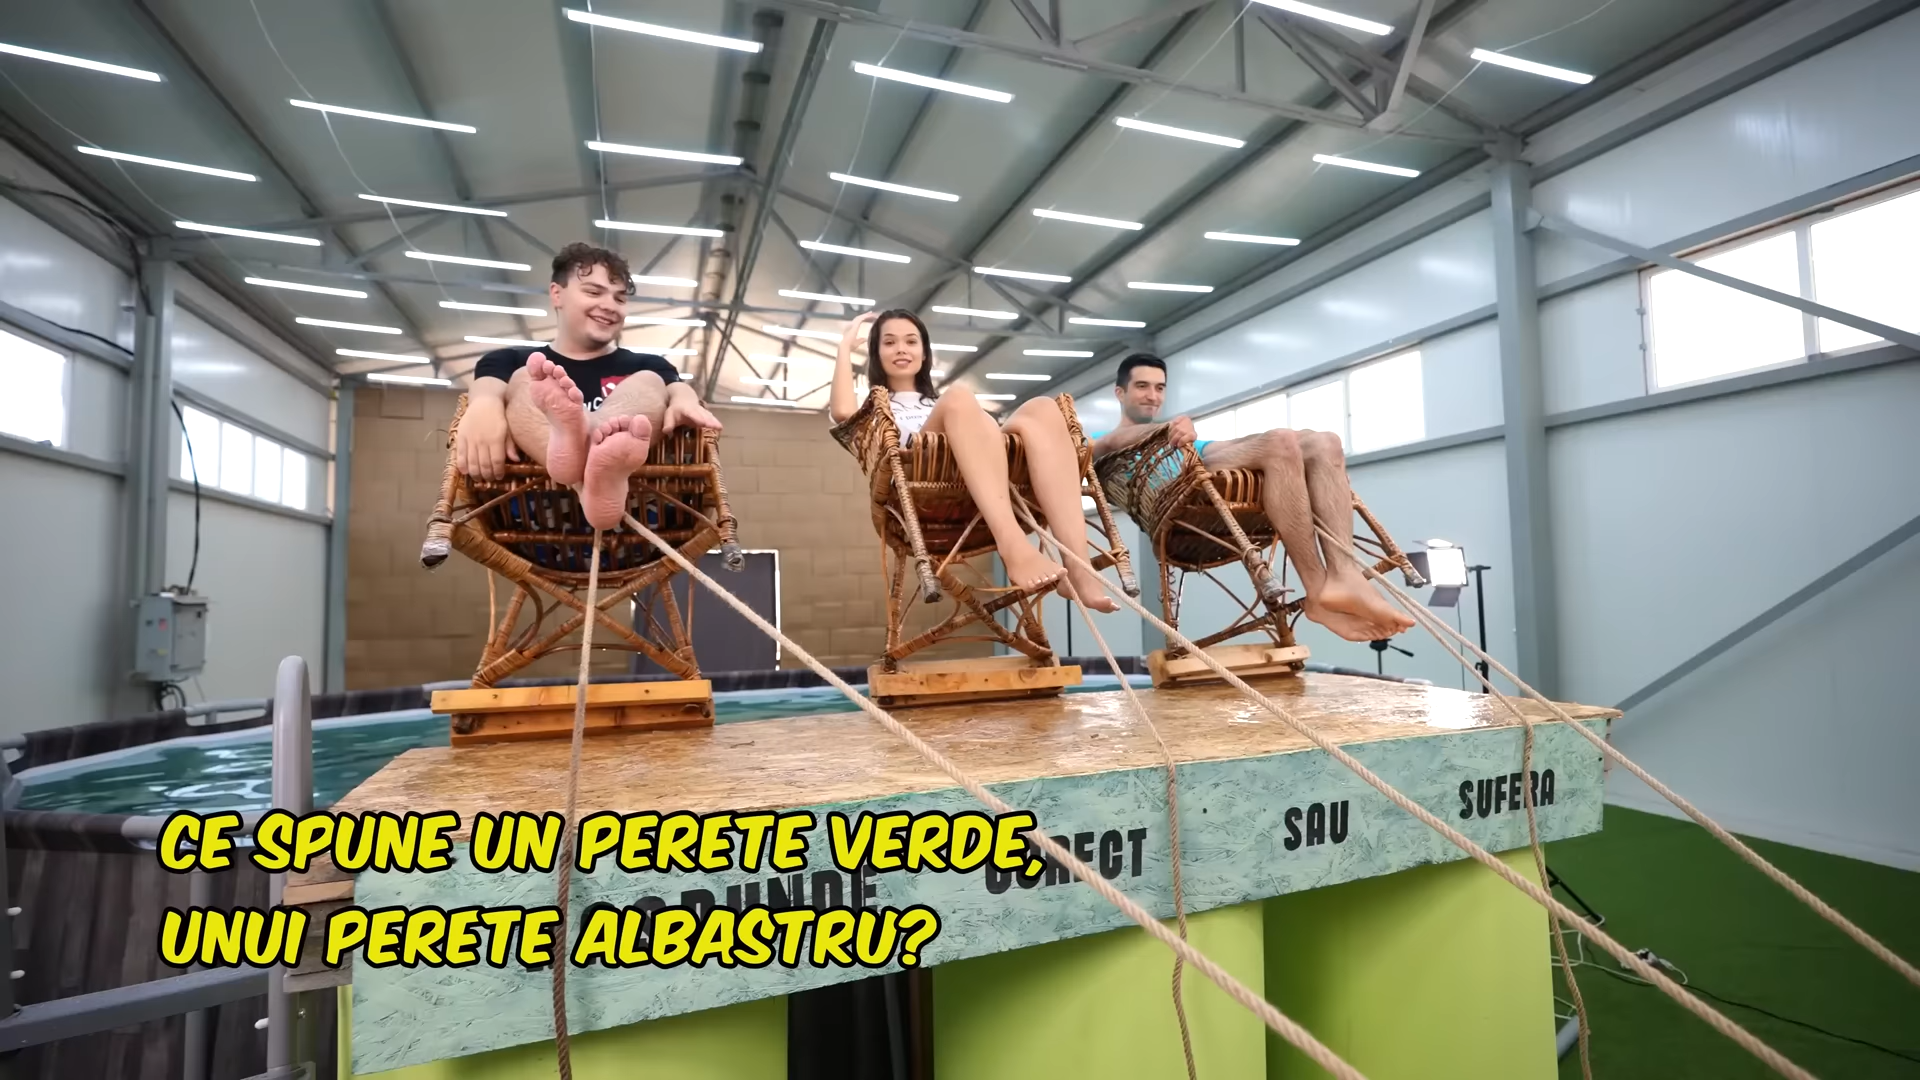 CE SPUNE UN PERETE VERDE,
UNUI PERETE ALBASTRU?
CORECT SAU SUFERA